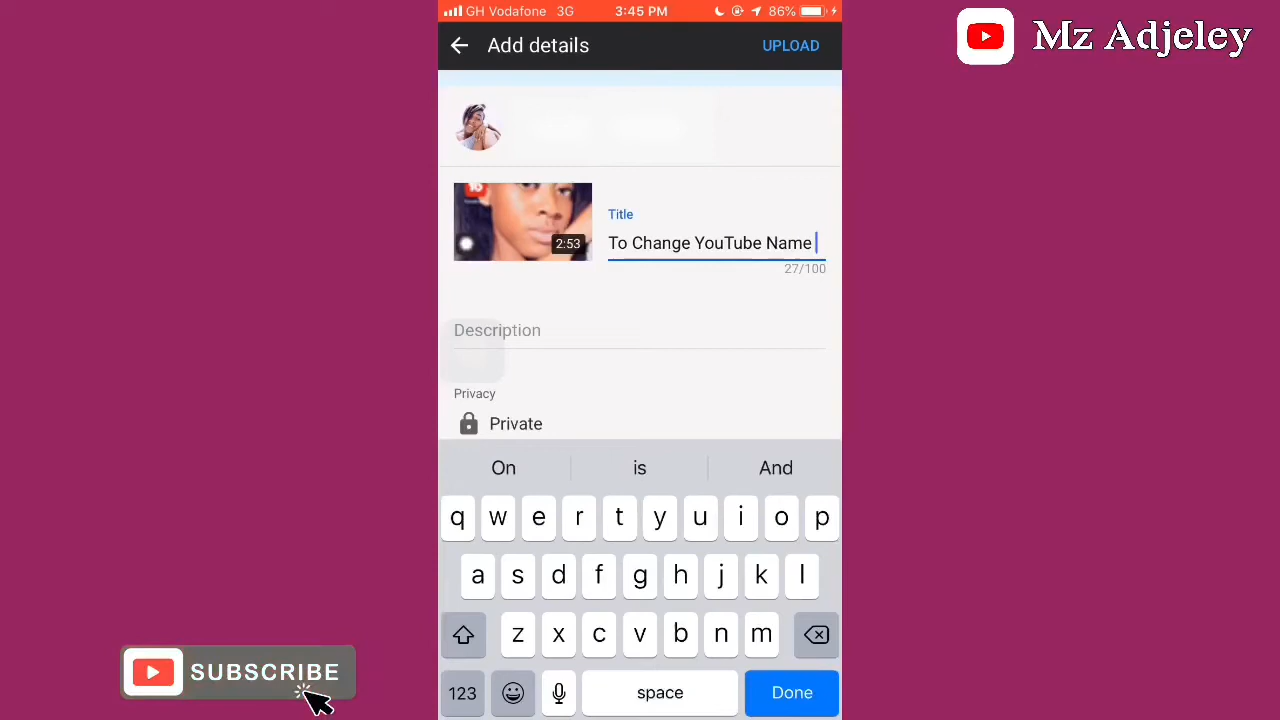 GH Vodafone 3G 3:45 PM 86%
Mz Adjeley
Add details UPLOAD
Title
To Change YouTube Name
2:53
27/100
Description
Privacy
Private
On is And
q w e r t y u i o p
a s d f g h j k l
z x c v b n m
SUBSCRIBE
123 space Done